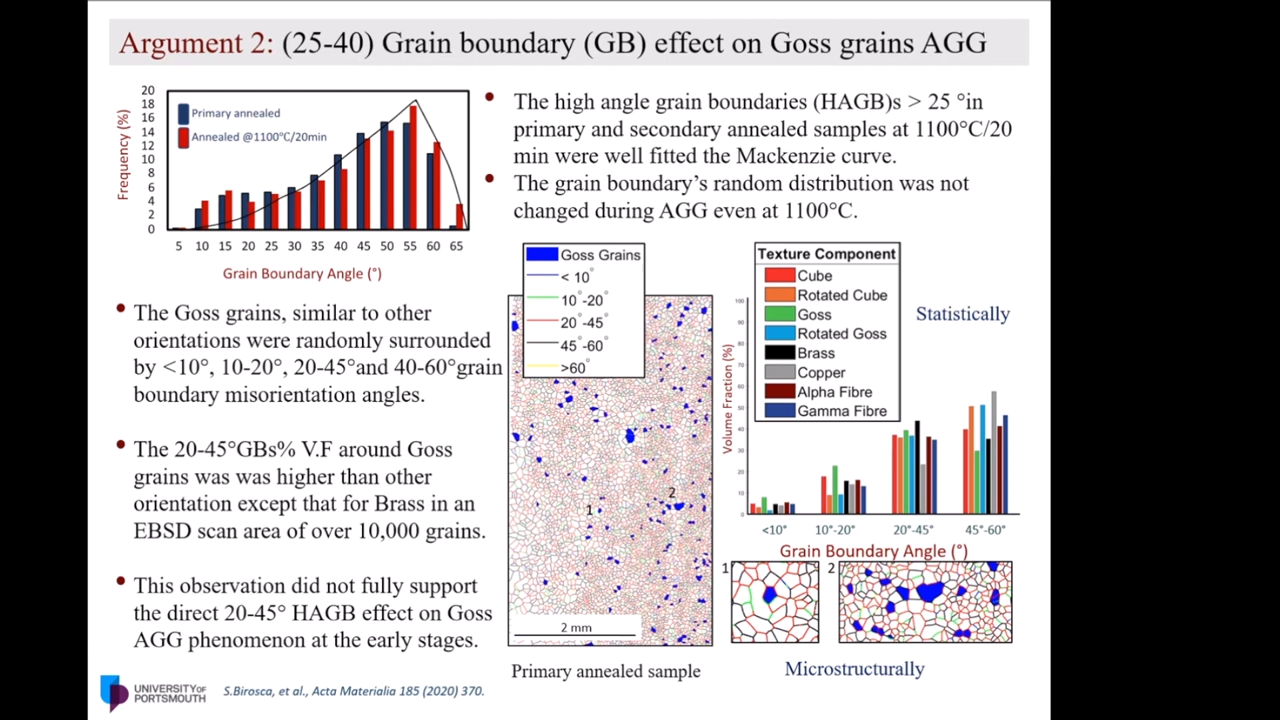 Argument 2: (25-40) Grain boundary (GB) effect on Goss grains AGG
20
18
16
14
12
10
8
6
4
2
0
Frequency (%)
Primary annealed
Annealed @1100°C/20min
5 10 15 20 25 30 35 40 45 50 55 60 65
Grain Boundary Angle (°)
• The high angle grain boundaries (HAGB)s > 25 °in
primary and secondary annealed samples at 1100°C/20
min were well fitted the Mackenzie curve.
• The grain boundary's random distribution was not
changed during AGG even at 1100°C.
• The Goss grains, similar to other
orientations were randomly surrounded
by <10°, 10-20°, 20-45°and 40-60°grain
boundary misorientation angles.
• The 20-45°GBs% V.F around Goss
grains was was higher than other
orientation except that for Brass in an
EBSD scan area of over 10,000 grains.
• This observation did not fully support
the direct 20-45° HAGB effect on Goss
AGG phenomenon at the early stages.
Goss Grains
< 10°
10°-20°
20°-45°
45°-60°
>60°
1
2
2 mm
Primary annealed sample
Texture Component
Cube
Rotated Cube
Goss
Rotated Goss
Brass
Copper
Alpha Fibre
Gamma Fibre
Statistically
Volume Fraction (%)
100
90
80
70
60
50
40
30
20
10
0
<10° 10°-20° 20°-45° 45°-60°
Grain Boundary Angle (°)
1
2
Microstructurally
UNIVERSITY OF
PORTSMOUTH
S.Birosca, et al., Acta Materialia 185 (2020) 370.